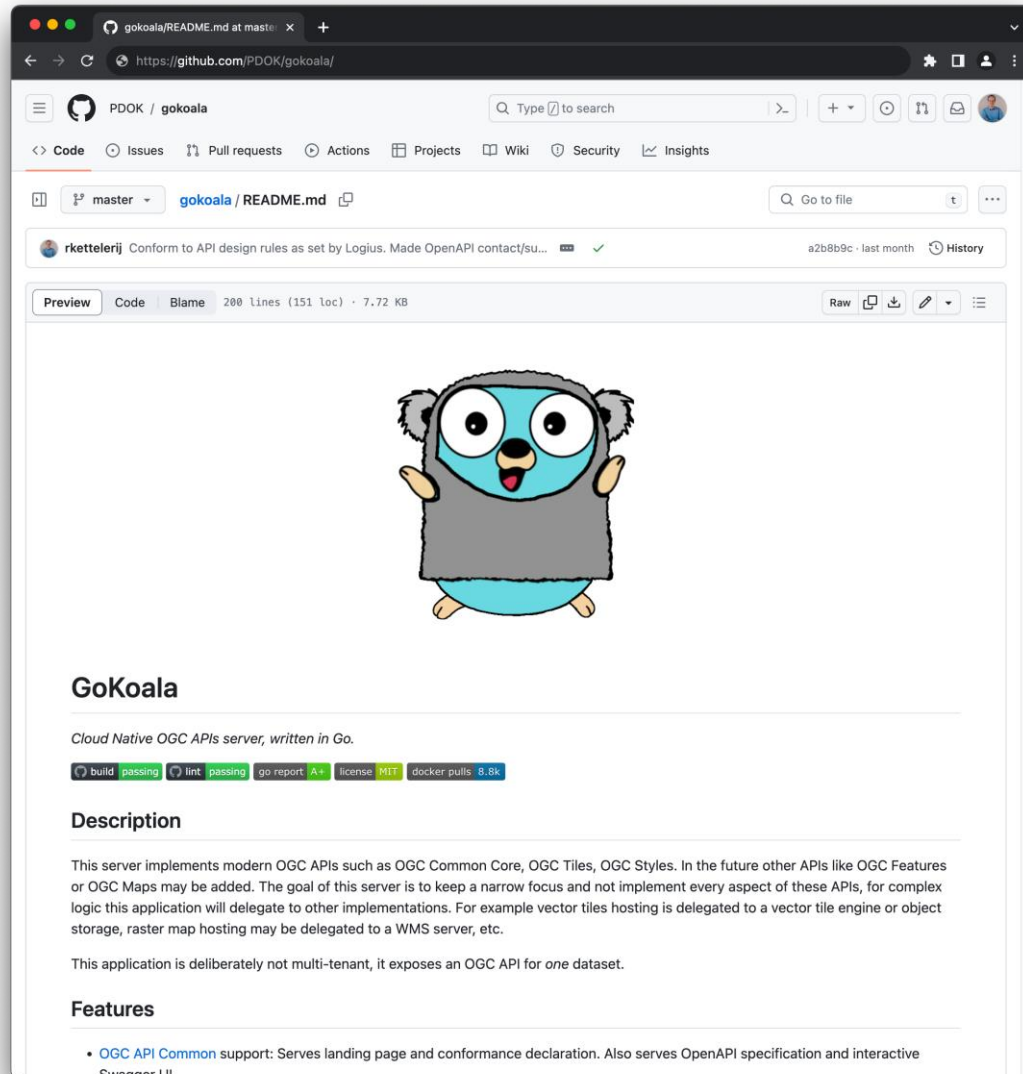 gokoala/README.md at maste
https://github.com/PDOK/gokoala/
PDOK / gokoala
Type / to search
Code Issues Pull requests Actions Projects Wiki Security Insights
master
gokoala / README.md
Go to file t
rkettelerij Conform to API design rules as set by Logius. Made OpenAPI contact/su...
a2b8b9c · last month History
Preview Code Blame 200 lines (151 loc) · 7.72 KB
Raw
GoKoala
Cloud Native OGC APIs server, written in Go.
build passing lint passing go report A+ license MIT docker pulls 8.8k
Description
This server implements modern OGC APIs such as OGC Common Core, OGC Tiles, OGC Styles. In the future other APIs like OGC Features
or OGC Maps may be added. The goal of this server is to keep a narrow focus and not implement every aspect of these APIs, for complex
logic this application will delegate to other implementations. For example vector tiles hosting is delegated to a vector tile engine or object
storage, raster map hosting may be delegated to a WMS server, etc.
This application is deliberately not multi-tenant, it exposes an OGC API for one dataset.
Features
• OGC API Common support: Serves landing page and conformance declaration. Also serves OpenAPI specification and interactive
Swagger UI